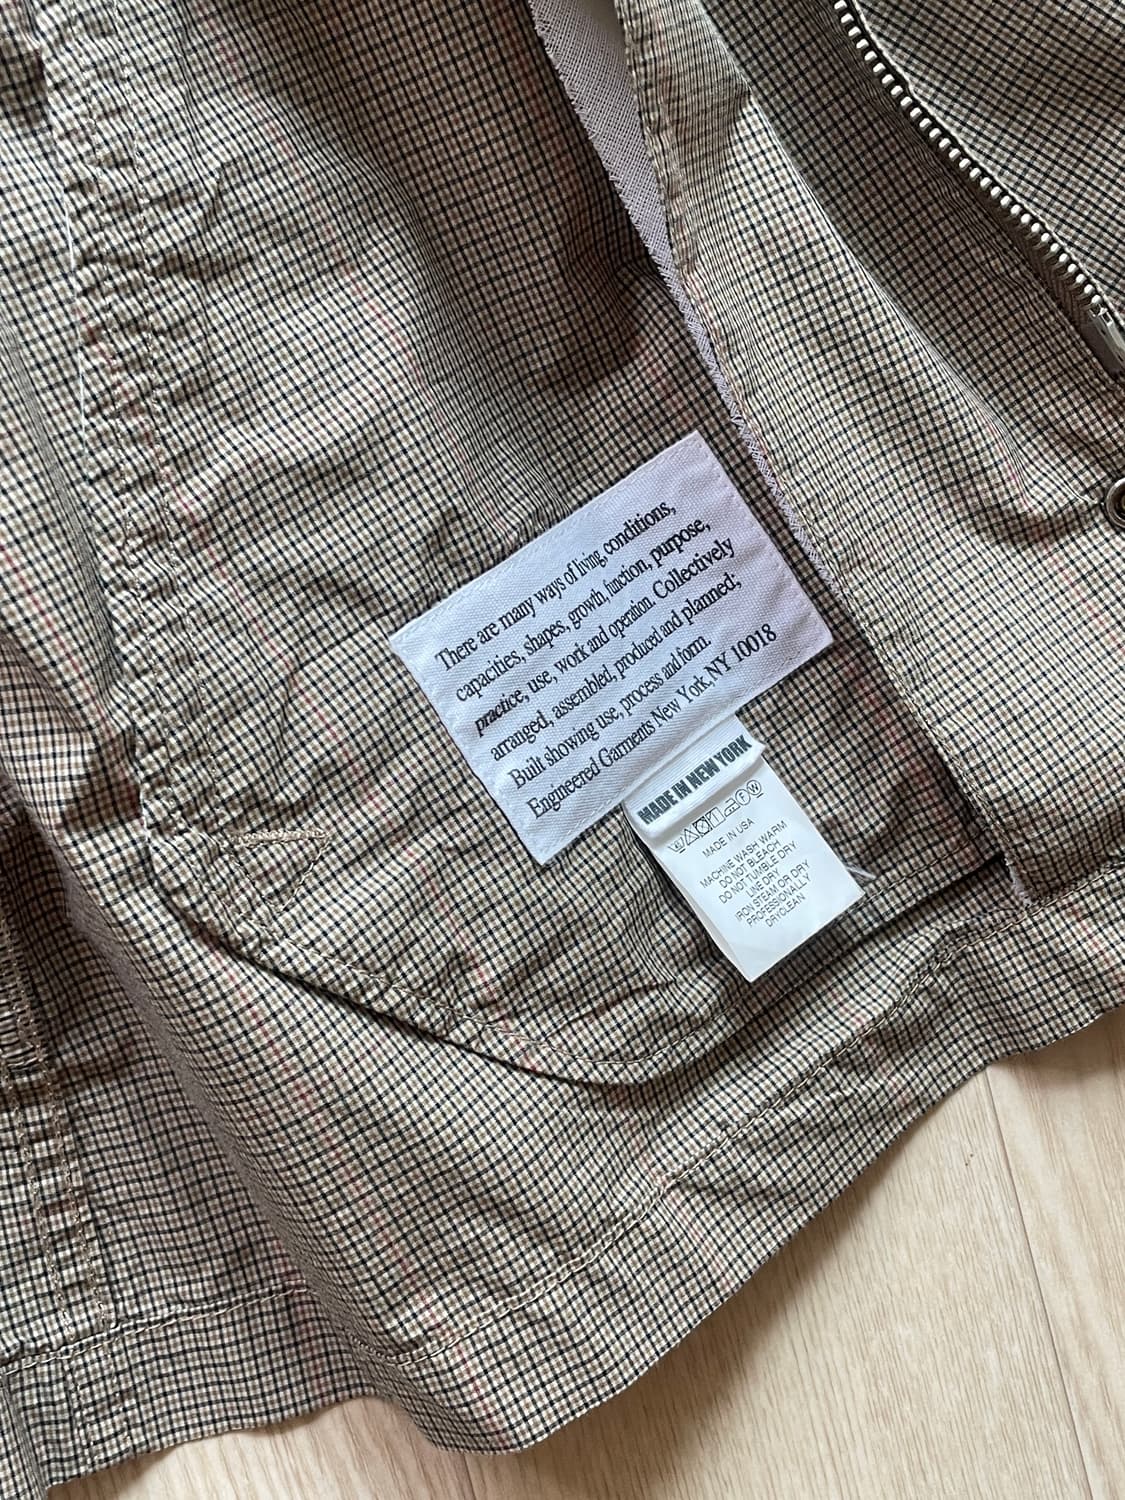 There are many ways of living conditions,
capacities, shapes, growth, function, purpose,
practice, use, work and operation. Collectively
arranged, assembled, produced and planned;
Built showing use, process and form.
Engineered Garments New York, NY 10018
MADE IN NEW YORK
MADE IN USA
MACHINE WASH WARM
DO NOT BLEACH
DO NOT TUMBLE DRY
LINE DRY
IRON STEAM OR DRY
PROFESSIONALLY
DRYCLEAN